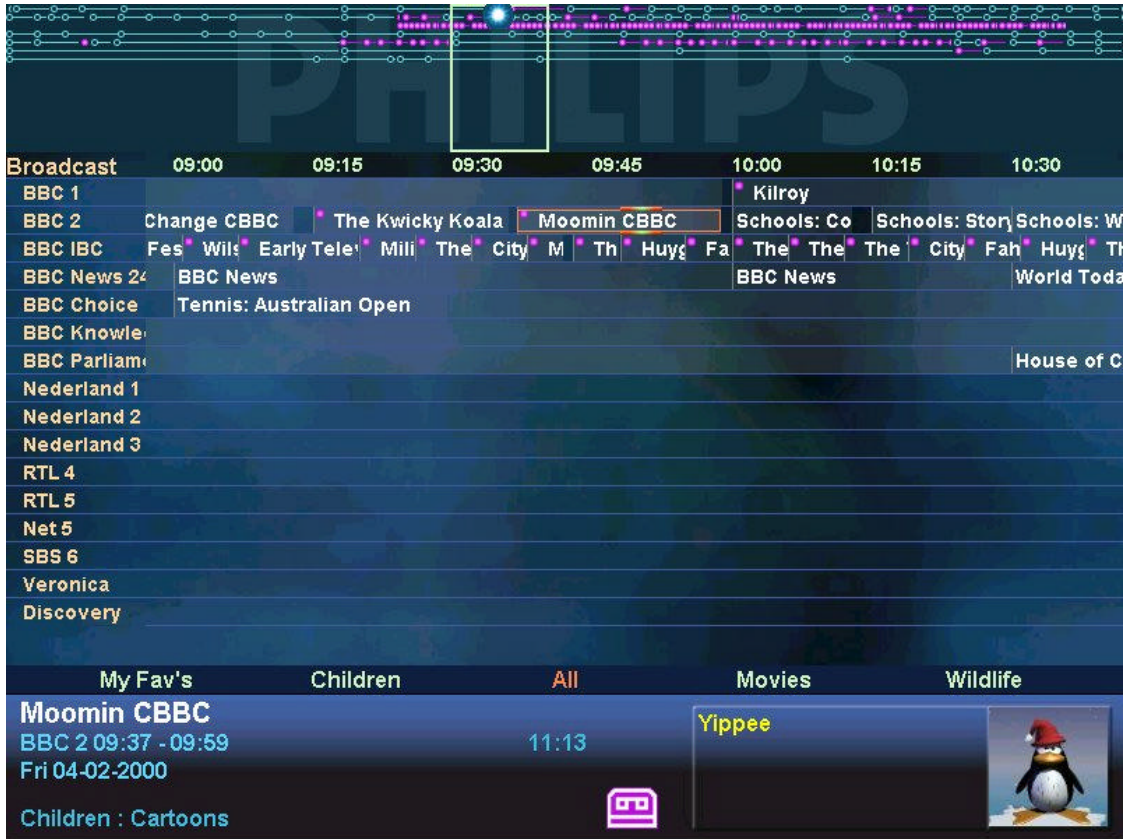 PHILIPS
Broadcast 09:00 09:15 09:30 09:45 10:00 10:15 10:30
BBC 1 Kilroy
BBC 2 Change CBBC The Kwicky Koala Moomin CBBC Schools: Co Schools: Story Schools: W
BBC IBC Fes Wils Early Telev Mili The City M Th Huyg Fa The The The City Fah Huyg Th
BBC News 24 BBC News BBC News World Toda
BBC Choice Tennis: Australian Open
BBC Knowle
BBC Parliam House of C
Nederland 1
Nederland 2
Nederland 3
RTL 4
RTL 5
Net 5
SBS 6
Veronica
Discovery
My Fav's Children All Movies Wildlife
Moomin CBBC
BBC 2 09:37 - 09:59 11:13 Yippee
Fri 04-02-2000
Children : Cartoons